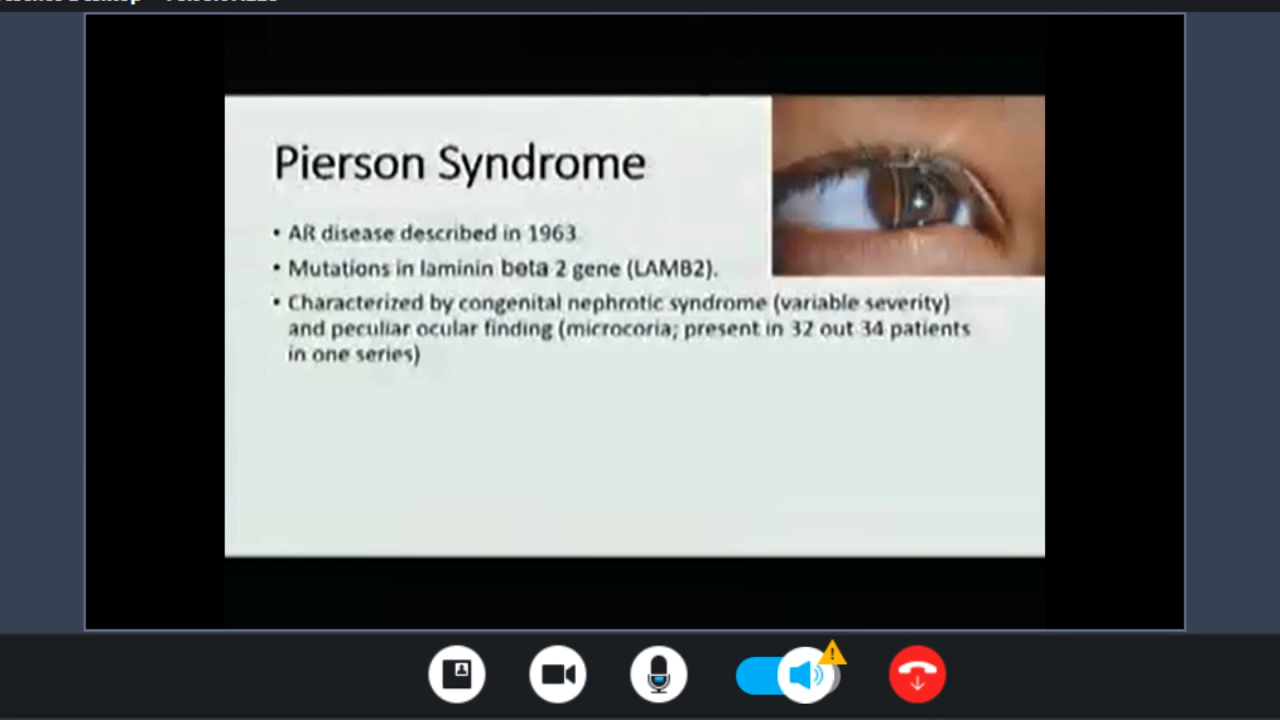 Pierson Syndrome
• AR disease described in 1963
• Mutations in laminin beta 2 gene (LAMB2).
• Characterized by congenital nephrotic syndrome (variable severity)
and peculiar ocular finding (microcoria; present in 32 out 34 patients
in one series)